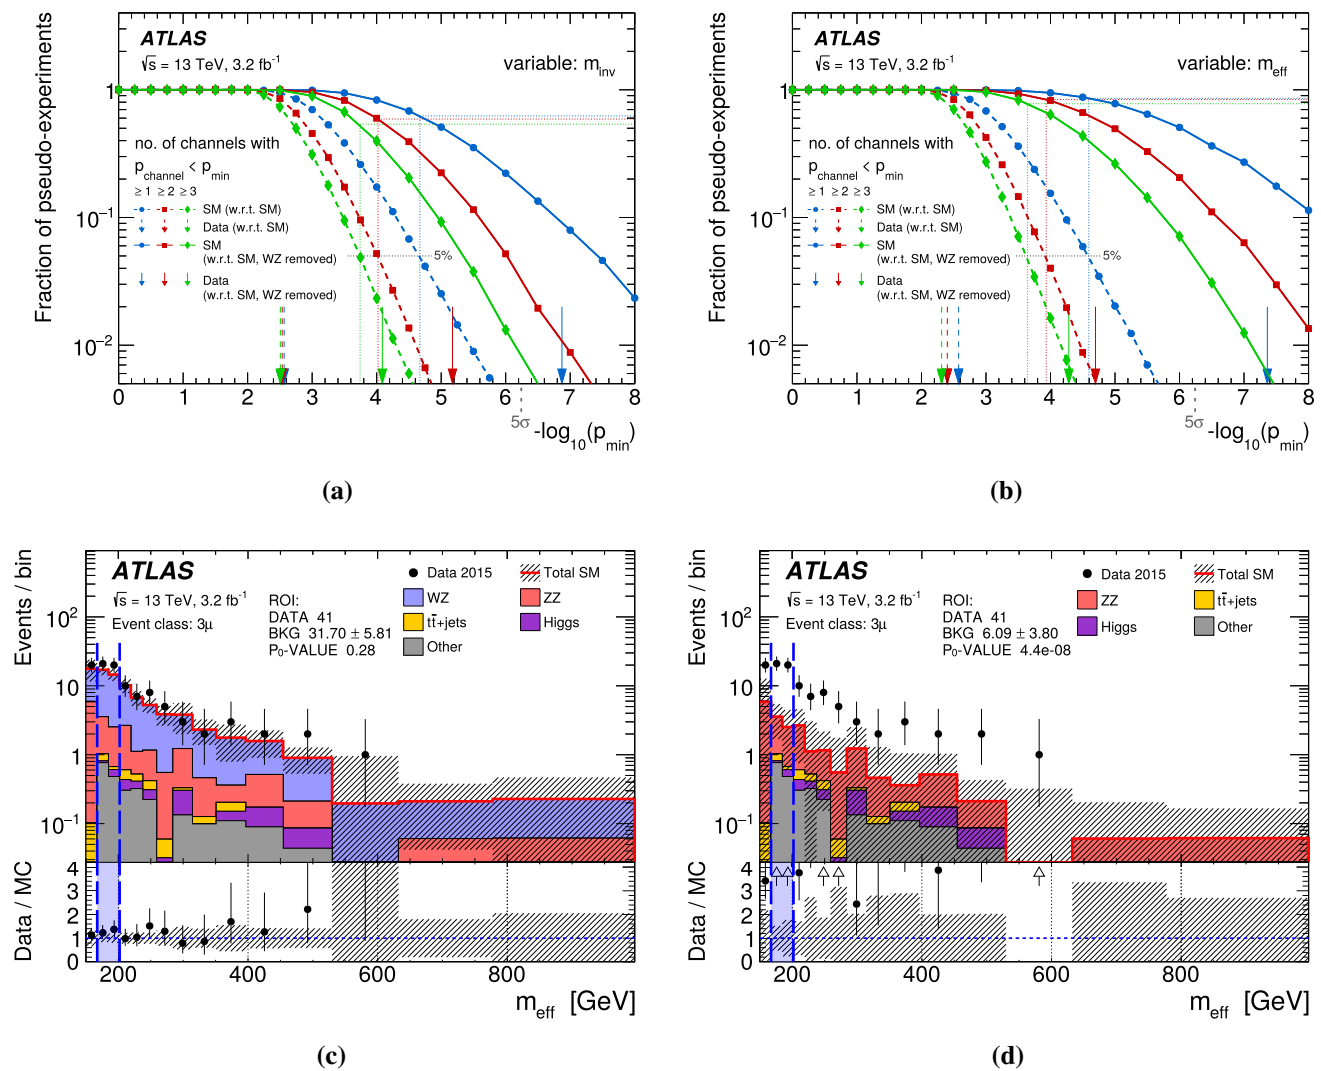 ATLAS
√s = 13 TeV, 3.2 fb⁻¹
variable: m_inv
no. of channels with
p_channel < p_min
≥ 1 ≥ 2 ≥ 3
SM (w.r.t. SM)
Data (w.r.t. SM)
SM
(w.r.t. SM, WZ removed)
Data
(w.r.t. SM, WZ removed)
5%
Fraction of pseudo-experiments
1
10⁻¹
10⁻²
0 1 2 3 4 5 6 7 8
5σ
-log₁₀(p_min)
(a)
ATLAS
√s = 13 TeV, 3.2 fb⁻¹
variable: m_eff
no. of channels with
p_channel < p_min
≥ 1 ≥ 2 ≥ 3
SM (w.r.t. SM)
Data (w.r.t. SM)
SM
(w.r.t. SM, WZ removed)
Data
(w.r.t. SM, WZ removed)
5%
Fraction of pseudo-experiments
1
10⁻¹
10⁻²
0 1 2 3 4 5 6 7 8
5σ
-log₁₀(p_min)
(b)
ATLAS
√s = 13 TeV, 3.2 fb⁻¹
Event class: 3μ
ROI:
DATA 41
BKG 31.70 ± 5.81
P₀-VALUE 0.28
Data 2015
Total SM
WZ
ZZ
tt̄+jets
Higgs
Other
Events / bin
10²
10
1
10⁻¹
Data / MC
4
3
2
1
0
200 400 600 800
m_eff [GeV]
(c)
ATLAS
√s = 13 TeV, 3.2 fb⁻¹
Event class: 3μ
ROI:
DATA 41
BKG 6.09 ± 3.80
P₀-VALUE 4.4e-08
Data 2015
Total SM
ZZ
tt̄+jets
Higgs
Other
Events / bin
10²
10
1
10⁻¹
Data / MC
4
3
2
1
0
200 400 600 800
m_eff [GeV]
(d)